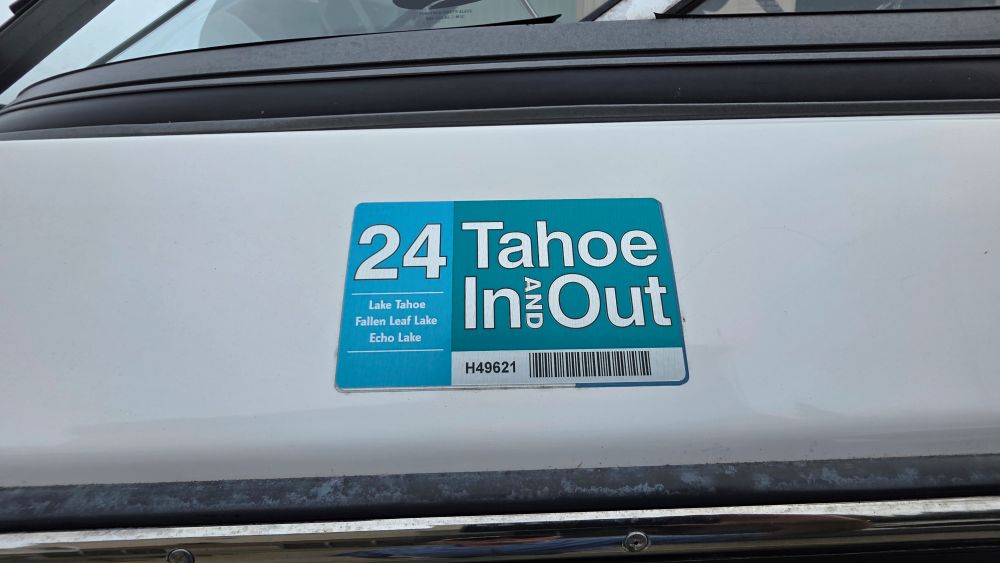 24
Lake Tahoe
Fallen Leaf Lake
Echo Lake
Tahoe
In AND Out
H49621